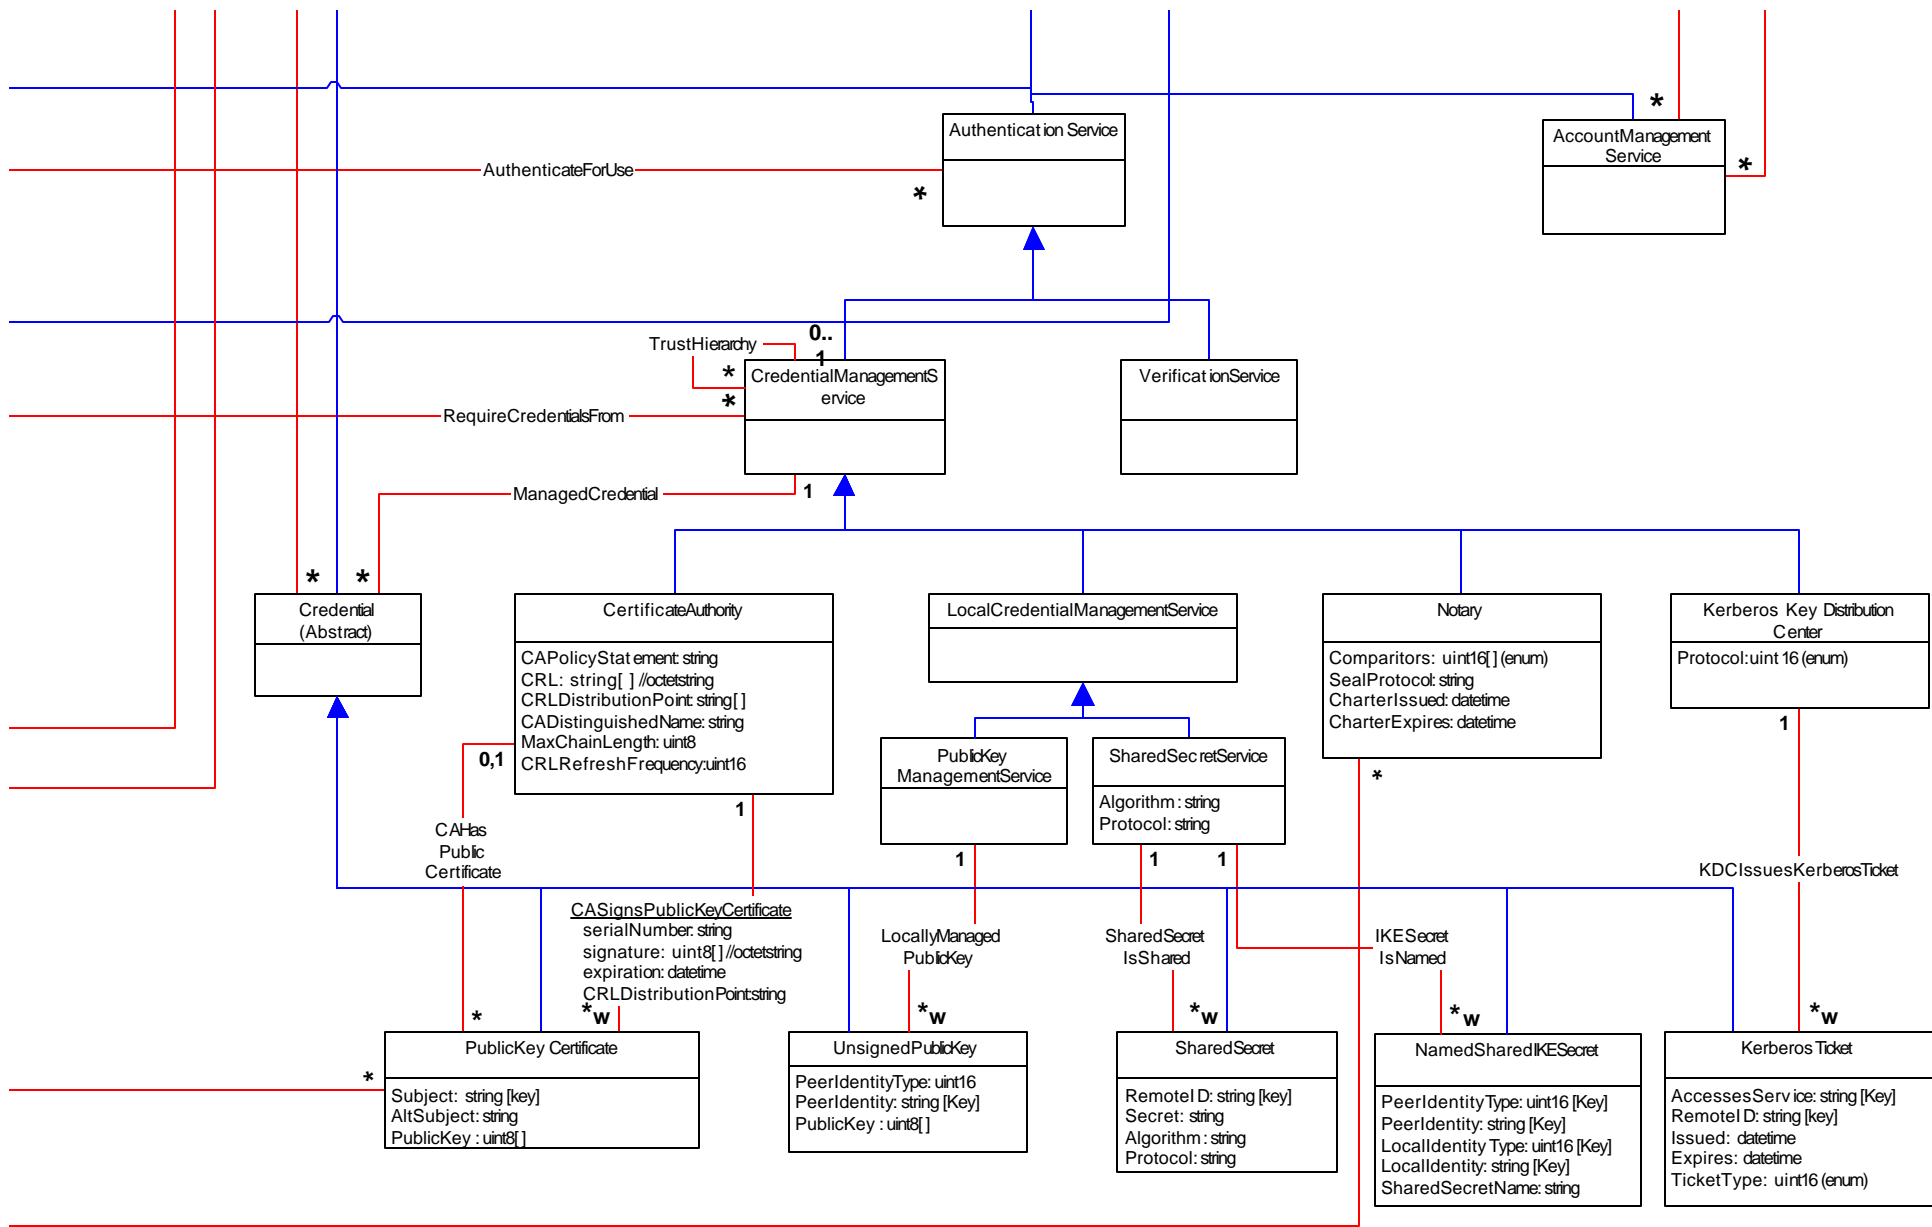 *
Authentication Service
AccountManagement
Service
*
AuthenticateForUse
*
TrustHierarchy
0..
1
*
CredentialManagementS
ervice
VerificationService
*
RequireCredentialsFrom
ManagedCredential
1
*
*
Credential
(Abstract)
CertificateAuthority
CAPolicyStatement: string
CRL: string[ ] //octetstring
CRLDistributionPoint: string[ ]
CADistinguishedName: string
MaxChainLength: uint8
CRLRefreshFrequency:uint16
LocalCredentialManagementService
Notary
Comparitors: uint16[ ] (enum)
SealProtocol: string
CharterIssued: datetime
CharterExpires: datetime
Kerberos Key Distribution
Center
Protocol:uint 16 (enum)
0,1
1
PublicKey
ManagementService
SharedSecretService
Algorithm : string
Protocol: string
*
1
CAHas
Public
Certificate
1
1
1
KDCIssuesKerberosTicket
CASignsPublicKeyCertificate
serialNumber: string
signature: uint8[ ] //octetstring
expiration: datetime
CRLDistributionPoint:string
LocallyManaged
PublicKey
SharedSecret
IsShared
IKESecret
IsNamed
*
*w
*w
*w
*w
*w
*
PublicKey Certificate
Subject: string [key]
AltSubject: string
PublicKey : uint8[ ]
UnsignedPublicKey
PeerIdentityType: uint16
PeerIdentity: string [Key]
PublicKey : uint8[ ]
SharedSecret
RemoteID: string [key]
Secret: string
Algorithm : string
Protocol: string
NamedSharedIKESecret
PeerIdentityType: uint16 [Key]
PeerIdentity: string [Key]
LocalIdentityType: uint16 [Key]
LocalIdentity: string [Key]
SharedSecretName: string
Kerberos Ticket
AccessesService: string [Key]
RemoteID: string [key]
Issued: datetime
Expires: datetime
TicketType: uint16 (enum)